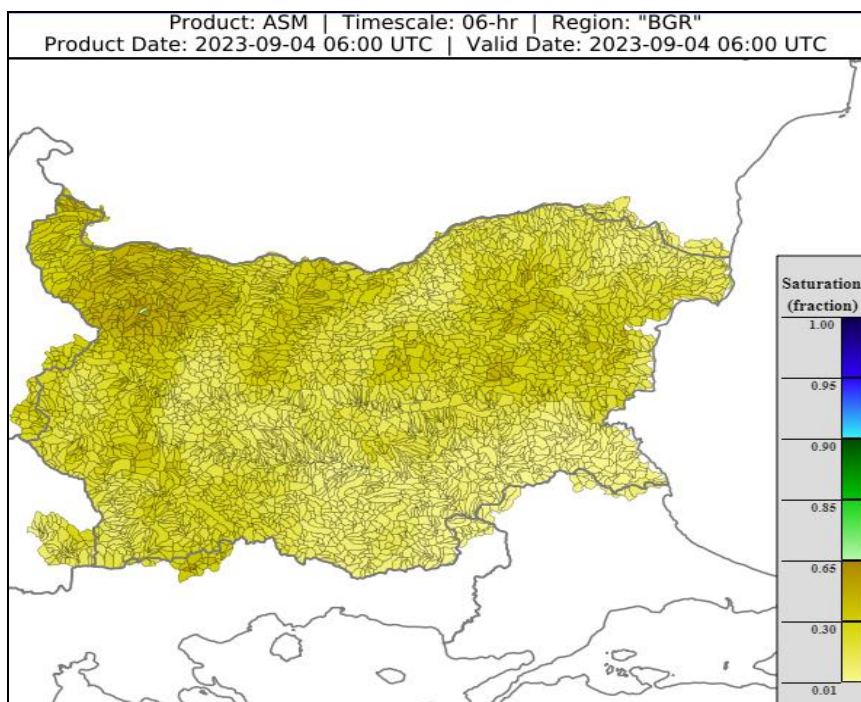 Product: ASM | Timescale: 06-hr | Region: "BGR"
Product Date: 2023-09-04 06:00 UTC | Valid Date: 2023-09-04 06:00 UTC
Saturation
(fraction)
1.00
0.95
0.90
0.85
0.65
0.30
0.01